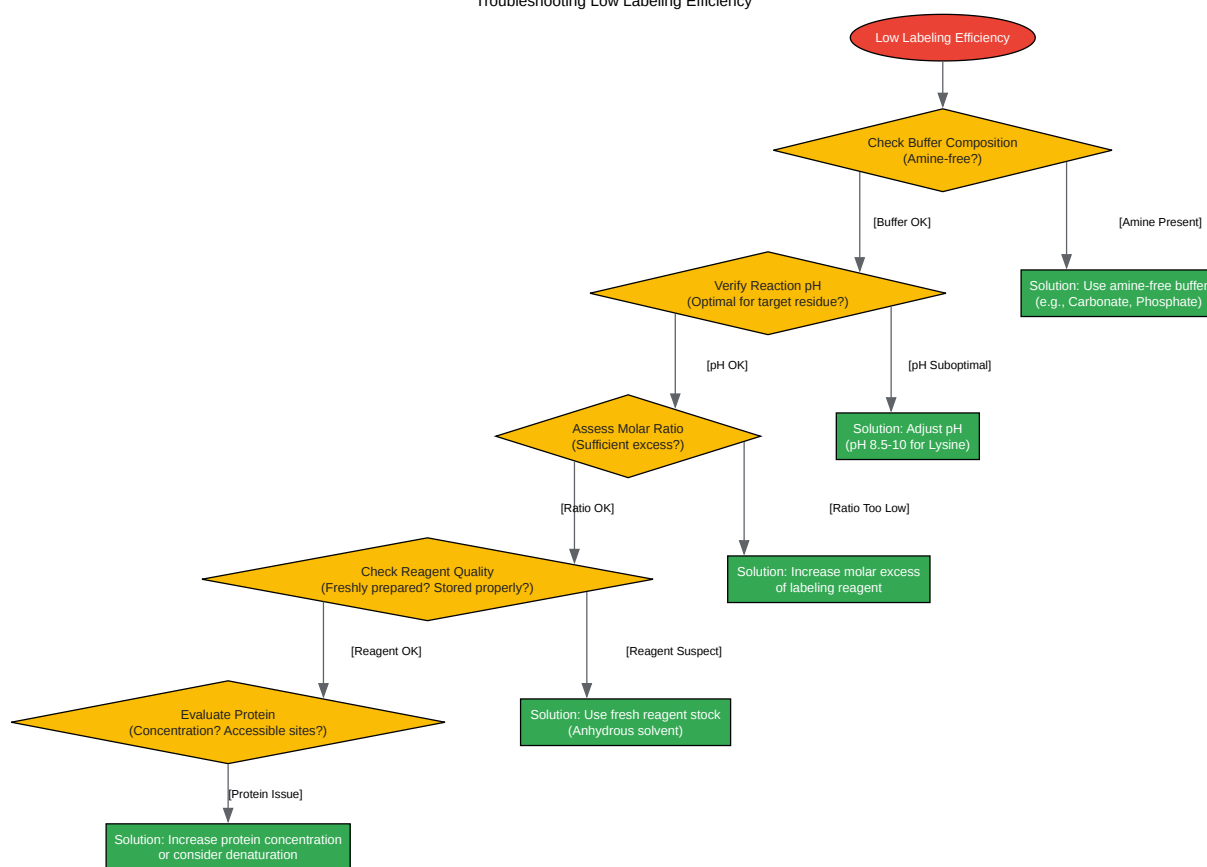 Troubleshooting Low Labeling Efficiency
Low Labeling Efficiency
Check Buffer Composition
(Amine-free?)
[Buffer OK]
[Amine Present]
Verify Reaction pH
(Optimal for target residue?)
Solution: Use amine-free buffer
(e.g., Carbonate, Phosphate)
[pH OK]
[pH Suboptimal]
Assess Molar Ratio
(Sufficient excess?)
Solution: Adjust pH
(pH 8.5-10 for Lysine)
[Ratio OK]
[Ratio Too Low]
Check Reagent Quality
(Freshly prepared? Stored properly?)
Solution: Increase molar excess
of labeling reagent
[Reagent OK]
[Reagent Suspect]
Evaluate Protein
(Concentration? Accessible sites?)
Solution: Use fresh reagent stock
(Anhydrous solvent)
[Protein Issue]
Solution: Increase protein concentration
or consider denaturation